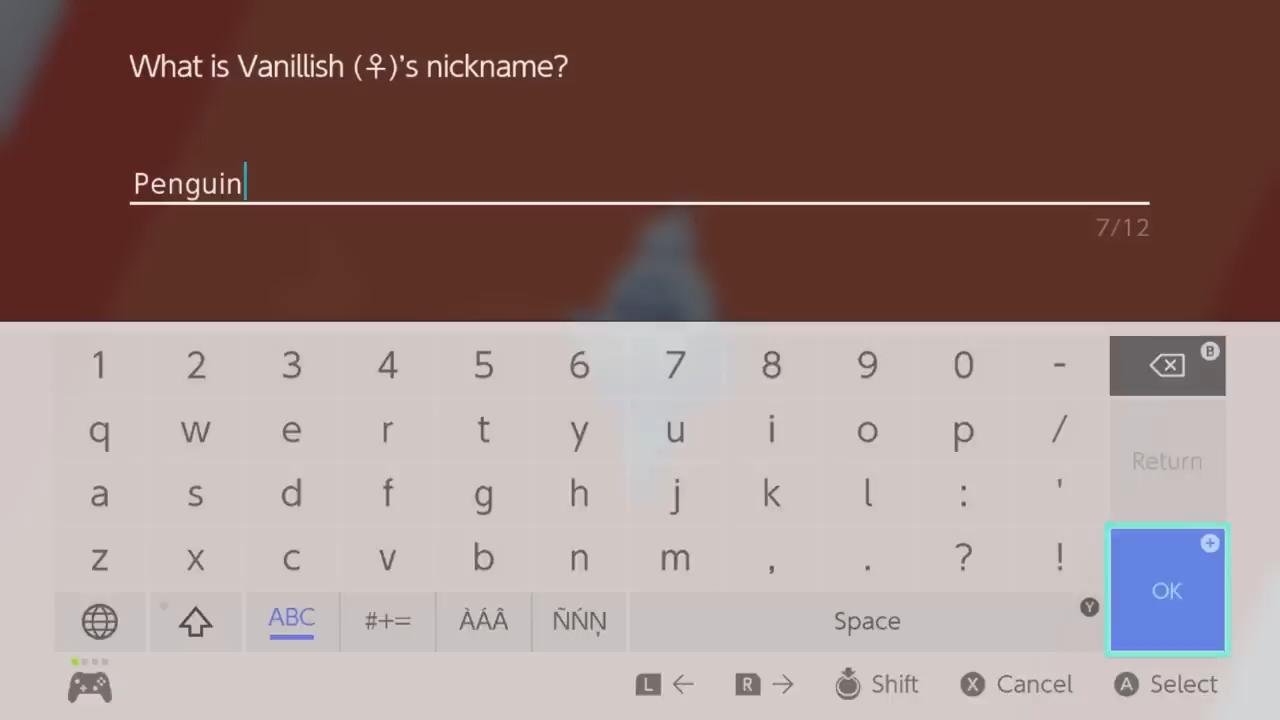 What is Vanillish (♀)'s nickname?
Penguin
7/12
1 2 3 4 5 6 7 8 9 0 -
B
q w e r t y u i o p /
Return
a s d f g h j k l : '
z x c v b n m , . ? !
+
OK
ABC #+= ÀÁÂ ÑŃŅ Space Y
L ← R → Shift X Cancel A Select